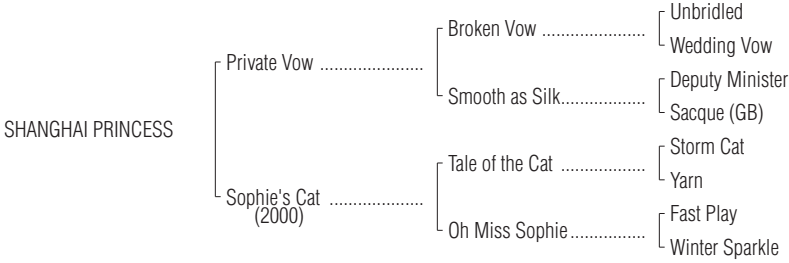 Unbridled
Broken Vow ......................
Wedding Vow
Private Vow ......................
Deputy Minister
Smooth as Silk..................
Sacque (GB)
SHANGHAI PRINCESS
Storm Cat
Tale of the Cat ..................
Yarn
Sophie's Cat ....................
(2000)
Fast Play
Oh Miss Sophie................
Winter Sparkle